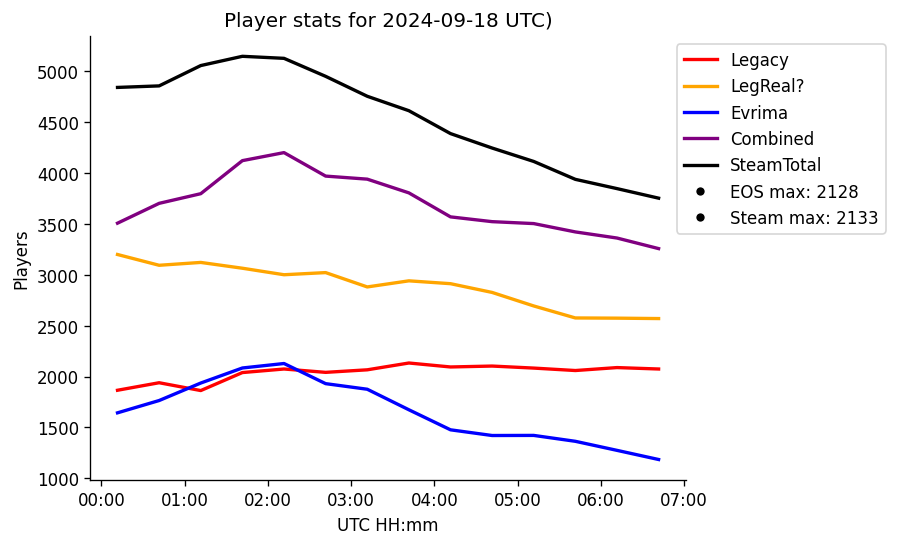 Player stats for 2024-09-18 UTC)
Players
5000
4500
4000
3500
3000
2500
2000
1500
1000
00:00 01:00 02:00 03:00 04:00 05:00 06:00 07:00
UTC HH:mm
Legacy
LegReal?
Evrima
Combined
SteamTotal
EOS max: 2128
Steam max: 2133